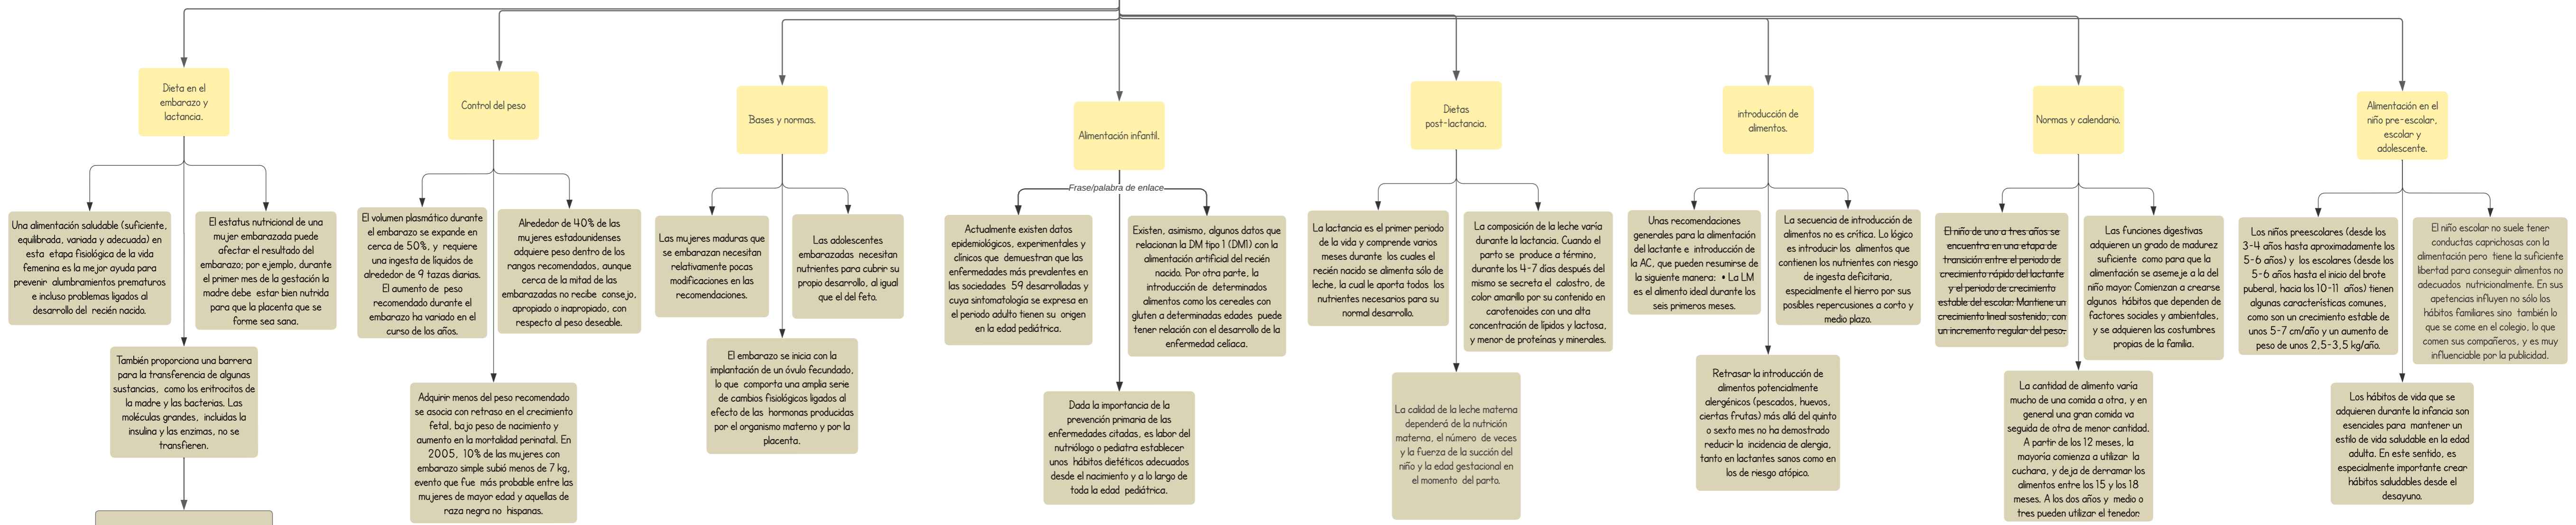 Dieta en el
embarazo y
lactancia.
Una alimentación saludable (suficiente,
equilibrada, variada y adecuada) en
esta etapa fisiológica de la vida
femenina es la mejor ayuda para
prevenir alumbramientos prematuros
e incluso problemas ligados al
desarrollo del recién nacido.
El estatus nutricional de una
mujer embarazada puede
afectar el resultado del
embarazo; por ejemplo, durante
el primer mes de la gestación la
madre debe estar bien nutrida
para que la placenta que se
forme sea sana.
También proporciona una barrera
para la transferencia de algunas
sustancias, como los eritrocitos de
la madre y las bacterias. Las
moléculas grandes, incluidas la
insulina y las enzimas, no se
transfieren.
Control del peso
El volumen plasmático durante
el embarazo se expande en
cerca de 50%, y requiere
una ingesta de líquidos de
alrededor de 9 tazas diarias.
El aumento de peso
recomendado durante el
embarazo ha variado en el
curso de los años.
Alrededor de 40% de las
mujeres estadounidenses
adquiere peso dentro de los
rangos recomendados, aunque
cerca de la mitad de las
embarazadas no recibe consejo,
apropiado o inapropiado, con
respecto al peso deseable.
Adquirir menos del peso recomendado
se asocia con retraso en el crecimiento
fetal, bajo peso de nacimiento y
aumento en la mortalidad perinatal. En
2005, 10% de las mujeres con
embarazo simple subió menos de 7 kg,
evento que fue más probable entre las
mujeres de mayor edad y aquellas de
raza negra no hispanas.
Bases y normas.
Las mujeres maduras que
se embarazan necesitan
relativamente pocas
modificaciones en las
recomendaciones.
Las adolescentes
embarazadas necesitan
nutrientes para cubrir su
propio desarrollo, al igual
que el del feto.
El embarazo se inicia con la
implantación de un óvulo fecundado,
lo que comporta una amplia serie
de cambios fisiológicos ligados al
efecto de las hormonas producidas
por el organismo materno y por la
placenta.
Alimentación infantil.
Frase/palabra de enlace
Actualmente existen datos
epidemiológicos, experimentales y
clínicos que demuestran que las
enfermedades más prevalentes en
las sociedades 59 desarrolladas y
cuya sintomatología se expresa en
el periodo adulto tienen su origen
en la edad pediátrica.
Existen, asimismo, algunos datos que
relacionan la DM tipo 1 (DM1) con la
alimentación artificial del recién
nacido. Por otra parte, la
introducción de determinados
alimentos como los cereales con
gluten a determinadas edades puede
tener relación con el desarrollo de la
enfermedad celíaca.
Dada la importancia de la
prevención primaria de las
enfermedades citadas, es labor del
nutriólogo o pediatra establecer
unos hábitos dietéticos adecuados
desde el nacimiento y a lo largo de
toda la edad pediátrica.
Dietas
post-lactancia.
La lactancia es el primer periodo
de la vida y comprende varios
meses durante los cuales el
recién nacido se alimenta sólo de
leche, la cual le aporta todos los
nutrientes necesarios para su
normal desarrollo.
La composición de la leche varía
durante la lactancia. Cuando el
parto se produce a término,
durante los 4-7 días después del
mismo se secreta el calostro, de
color amarillo por su contenido en
carotenoides con una alta
concentración de lípidos y lactosa,
y menor de proteínas y minerales.
La calidad de la leche materna
dependerá de la nutrición
materna, el número de veces
y la fuerza de la succión del
niño y la edad gestacional en
el momento del parto.
introducción de
alimentos.
Unas recomendaciones
generales para la alimentación
del lactante e introducción de
la AC, que pueden resumirse de
la siguiente manera: • La LM
es el alimento ideal durante los
seis primeros meses.
La secuencia de introducción de
alimentos no es crítica. Lo lógico
es introducir los alimentos que
contienen los nutrientes con riesgo
de ingesta deficitaria,
especialmente el hierro por sus
posibles repercusiones a corto y
medio plazo.
Retrasar la introducción de
alimentos potencialmente
alergénicos (pescados, huevos,
ciertas frutas) más allá del quinto
o sexto mes no ha demostrado
reducir la incidencia de alergia,
tanto en lactantes sanos como en
los de riesgo atópico.
Normas y calendario.
El niño de uno a tres años se
encuentra en una etapa de
transición entre el periodo de
crecimiento rápido del lactante
y el periodo de crecimiento
estable del escolar. Mantiene un
crecimiento lineal sostenido, con
un incremento regular del peso.
Las funciones digestivas
adquieren un grado de madurez
suficiente como para que la
alimentación se asemeje a la del
niño mayor. Comienzan a crearse
algunos hábitos que dependen de
factores sociales y ambientales,
y se adquieren las costumbres
propias de la familia.
La cantidad de alimento varía
mucho de una comida a otra, y en
general una gran comida va
seguida de otra de menor cantidad.
A partir de los 12 meses, la
mayoría comienza a utilizar la
cuchara, y deja de derramar los
alimentos entre los 15 y los 18
meses. A los dos años y medio o
tres pueden utilizar el tenedor.
Alimentación en el
niño pre-escolar,
escolar y
adolescente.
Los niños preescolares (desde los
3-4 años hasta aproximadamente los
5-6 años) y los escolares (desde los
5-6 años hasta el inicio del brote
puberal, hacia los 10-11 años) tienen
algunas características comunes,
como son un crecimiento estable de
unos 5-7 cm/año y un aumento de
peso de unos 2,5-3,5 kg/año.
El niño escolar no suele tener
conductas caprichosas con la
alimentación pero tiene la suficiente
libertad para conseguir alimentos no
adecuados nutricionalmente. En sus
apetencias influyen no sólo los
hábitos familiares sino también lo
que se come en el colegio, lo que
comen sus compañeros, y es muy
influenciable por la publicidad.
Los hábitos de vida que se
adquieren durante la infancia son
esenciales para mantener un
estilo de vida saludable en la edad
adulta. En este sentido, es
especialmente importante crear
hábitos saludables desde el
desayuno.